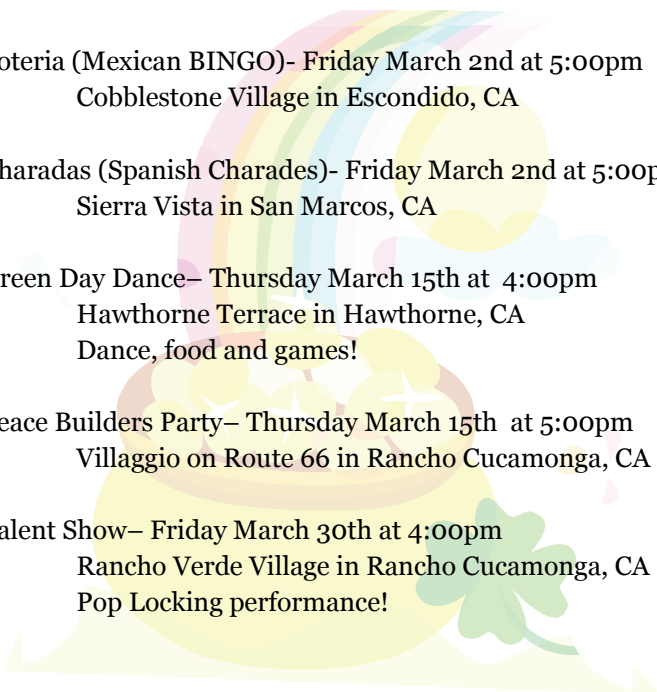 oteria (Mexican BINGO)- Friday March 2nd at 5:00pm
Cobblestone Village in Escondido, CA
haradas (Spanish Charades)- Friday March 2nd at 5:00p
Sierra Vista in San Marcos, CA
reen Day Dance– Thursday March 15th at 4:00pm
Hawthorne Terrace in Hawthorne, CA
Dance, food and games!
eace Builders Party– Thursday March 15th at 5:00pm
Villaggio on Route 66 in Rancho Cucamonga, CA
alent Show– Friday March 30th at 4:00pm
Rancho Verde Village in Rancho Cucamonga, CA
Pop Locking performance!